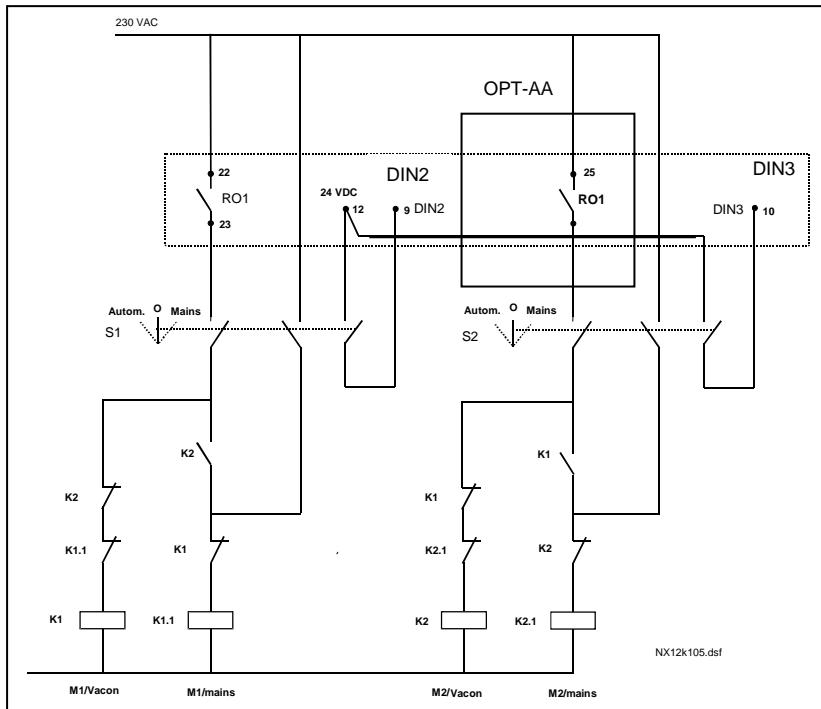 230 VAC
OPT-AA
22
RO1
23
24 VDC
12
DIN2
9 DIN2
25
RO1
DIN3
DIN3 10
Autom. O Mains
S1
Autom. O Mains
S2
K2
K1
K2
K1
K1.1
K1
K2.1
K2
K1
K1.1
K2
K2.1
NX12k105.dsf
M1/Vacon
M1/mains
M2/Vacon
M2/mains